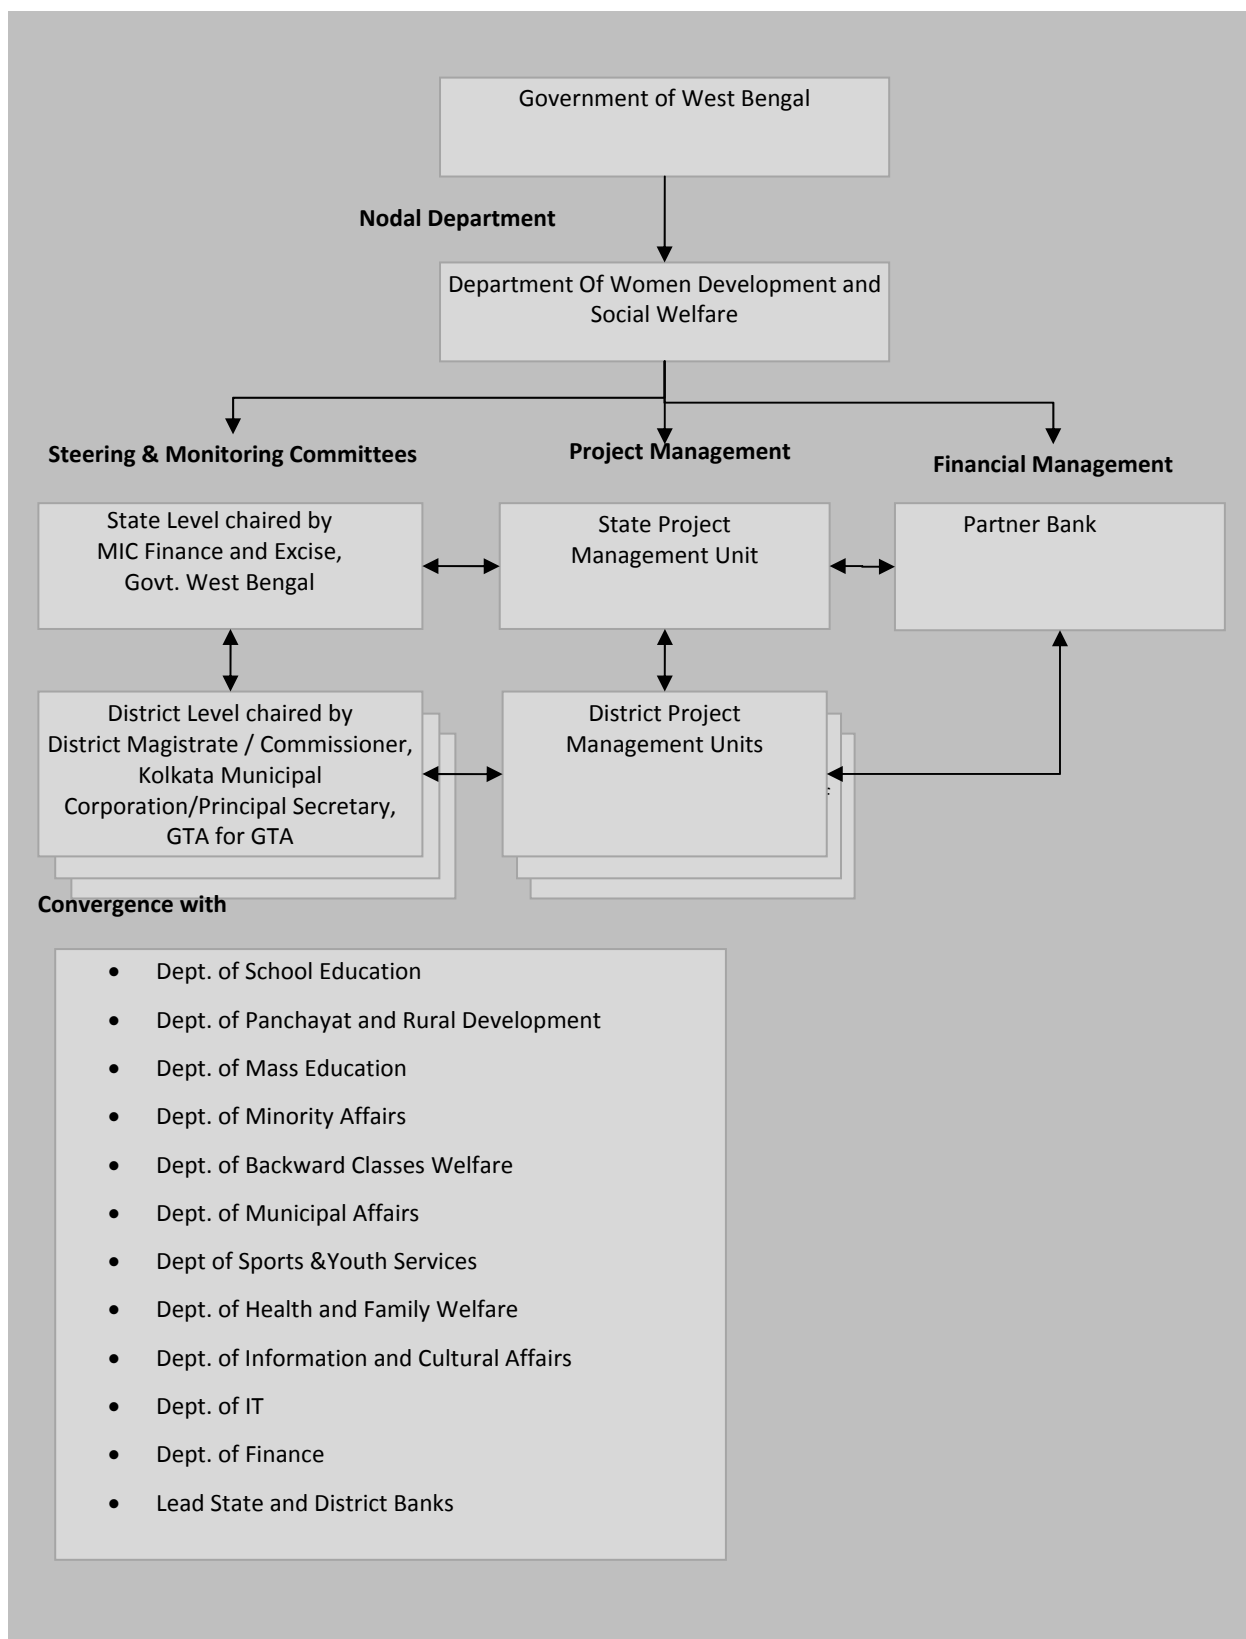 Government of West Bengal
Nodal Department
Department Of Women Development and
Social Welfare
Steering & Monitoring Committees
Project Management
Financial Management
State Level chaired by
MIC Finance and Excise,
Govt. West Bengal
State Project
Management Unit
Partner Bank
District Level chaired by
District Magistrate / Commissioner,
Kolkata Municipal
Corporation/Principal Secretary,
GTA for GTA
District Project
Management Units
Convergence with
• Dept. of School Education
• Dept. of Panchayat and Rural Development
• Dept. of Mass Education
• Dept. of Minority Affairs
• Dept. of Backward Classes Welfare
• Dept. of Municipal Affairs
• Dept of Sports &Youth Services
• Dept. of Health and Family Welfare
• Dept. of Information and Cultural Affairs
• Dept. of IT
• Dept. of Finance
• Lead State and District Banks